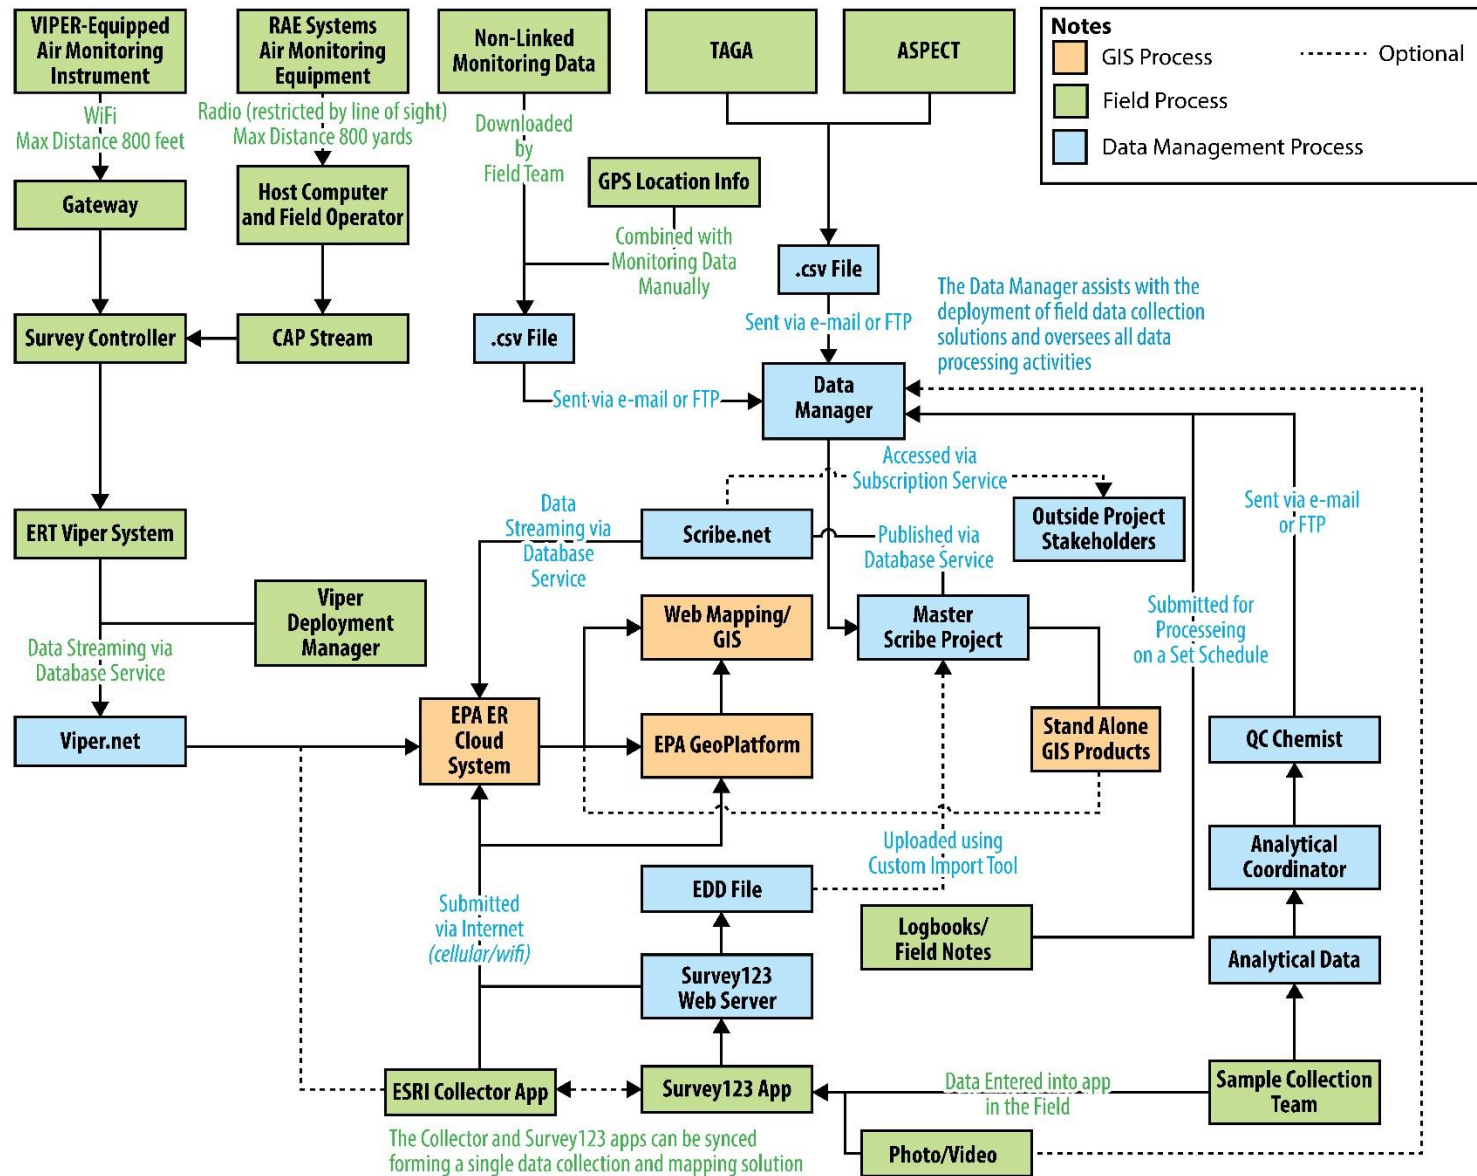 VIPER-Equipped
Air Monitoring
Instrument
RAE Systems
Air Monitoring
Equipment
Non-Linked
Monitoring Data
TAGA
ASPECT
Notes
GIS Process
Field Process
Data Management Process
Optional
WiFi
Max Distance 800 feet
Radio (restricted by line of sight)
Max Distance 800 yards
Downloaded
by
Field Team
GPS Location Info
Gateway
Host Computer
and Field Operator
Combined with
Monitoring Data
Manually
.csv File
The Data Manager assists with the
deployment of field data collection
solutions and oversees all data
processing activities
Survey Controller
CAP Stream
.csv File
Sent via e-mail or FTP
Sent via e-mail or FTP
Data
Manager
Accessed via
Subscription Service
Data
Streaming via
Database
Service
Scribe.net
Published via
Database Service
Outside Project
Stakeholders
Sent via e-mail
or FTP
ERT Viper System
Viper
Deployment
Manager
Web Mapping/
GIS
Master
Scribe Project
Submitted for
Processeing
on a Set Schedule
Data Streaming via
Database Service
Viper.net
EPA ER
Cloud
System
EPA GeoPlatform
Stand Alone
GIS Products
QC Chemist
Uploaded using
Custom Import Tool
Analytical
Coordinator
EDD File
Submitted
via Internet
(cellular/wifi)
Logbooks/
Field Notes
Survey123
Web Server
Analytical Data
ESRI Collector App
Survey123 App
Data Entered into app
in the Field
Sample Collection
Team
The Collector and Survey123 apps can be synced
forming a single data collection and mapping solution
Photo/Video